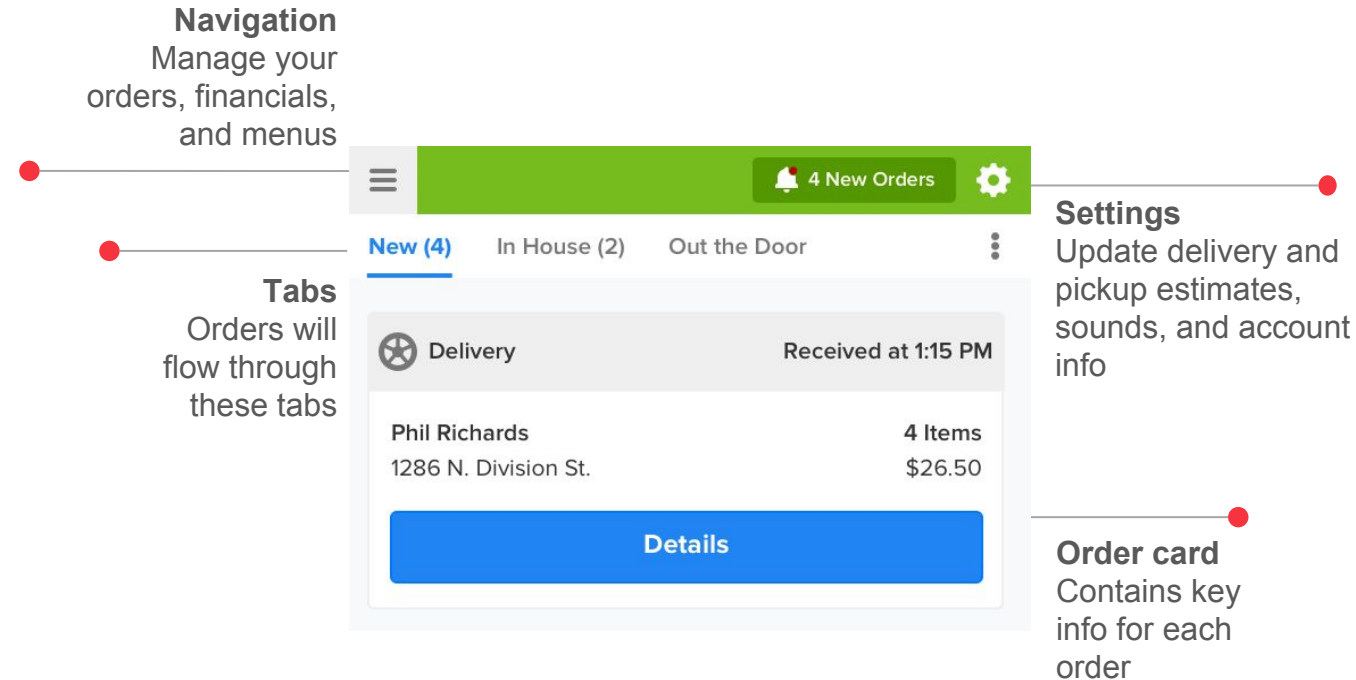 Navigation
Manage your
orders, financials,
and menus
4 New Orders
New (4) In House (2) Out the Door
Tabs
Orders will
flow through
these tabs
Settings
Update delivery and
pickup estimates,
sounds, and account
info
Delivery Received at 1:15 PM
Phil Richards 4 Items
1286 N. Division St. $26.50
Details
Order card
Contains key
info for each
order